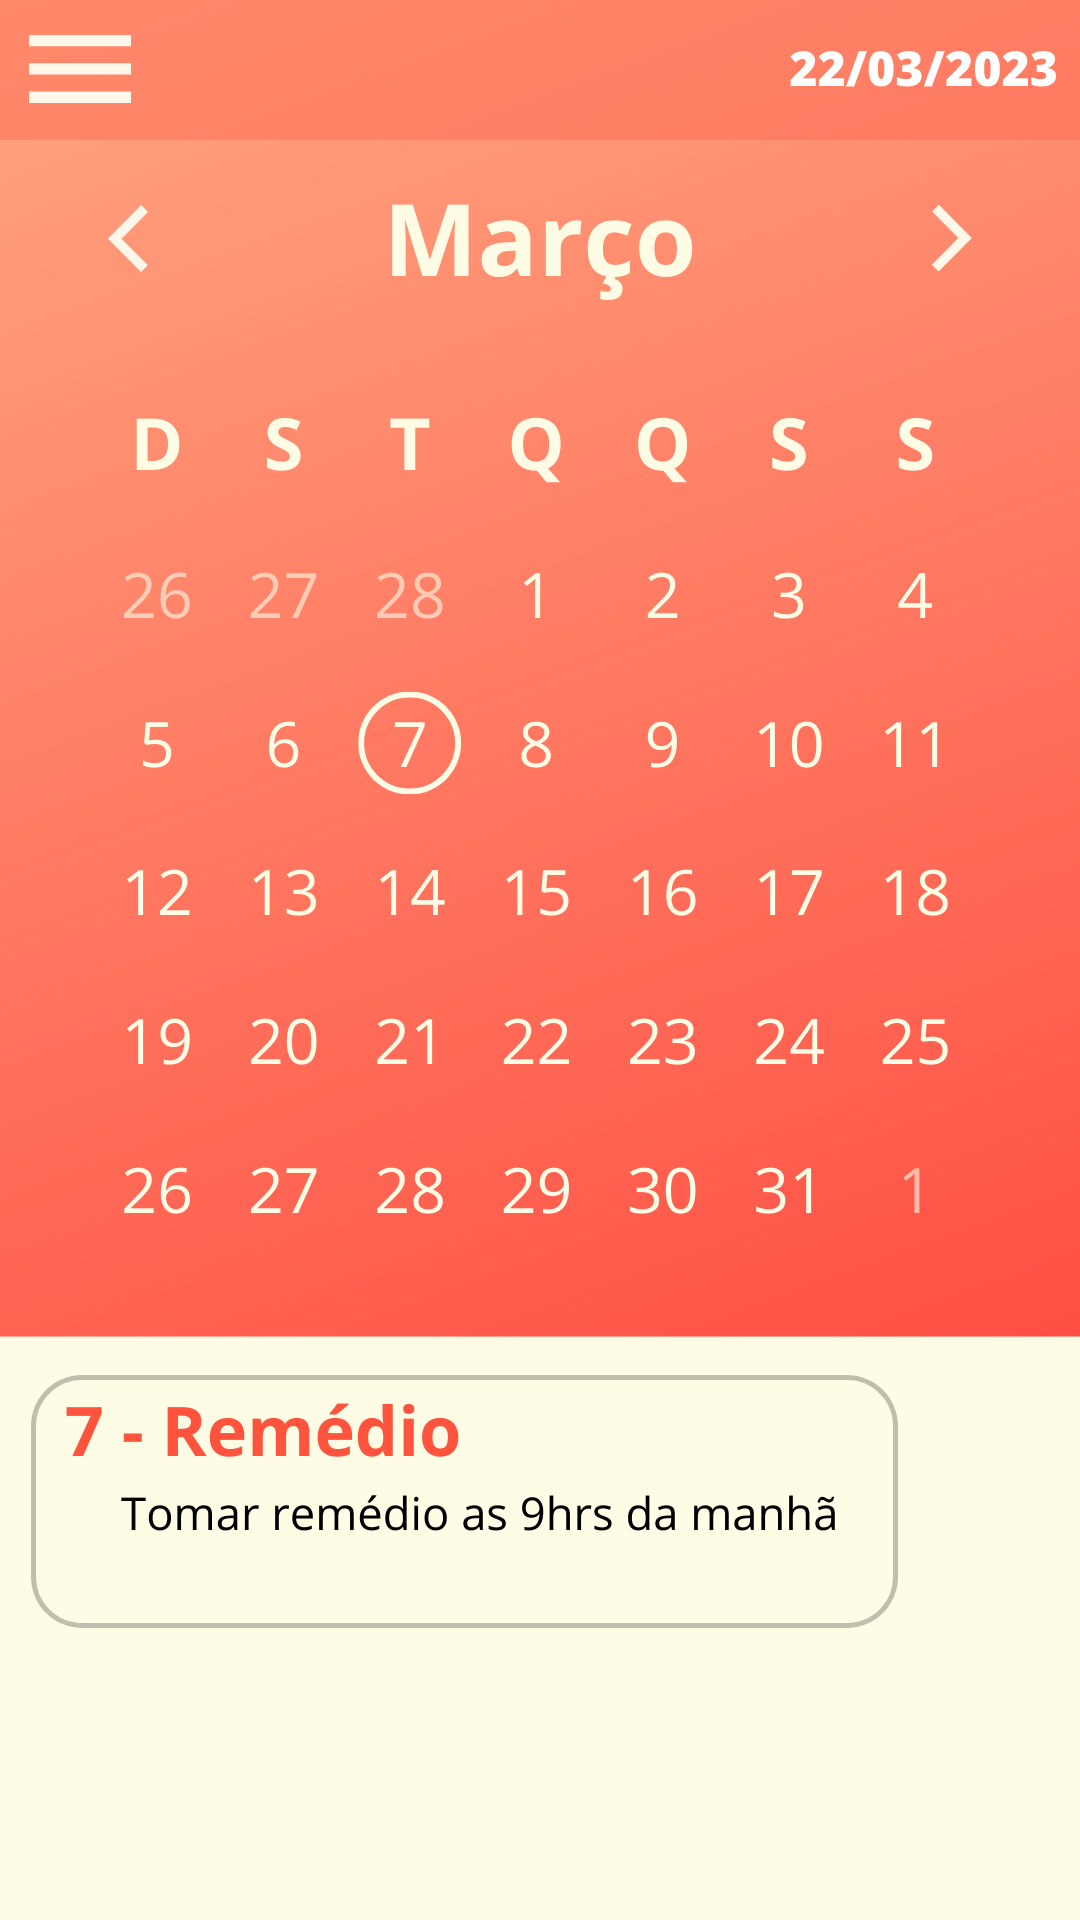 22/03/2023
Março
D S T Q Q S S
26 27 28 1 2 3 4
5 6 7 8 9 10 11
12 13 14 15 16 17 18
19 20 21 22 23 24 25
26 27 28 29 30 31 1
7 - Remédio
Tomar remédio as 9hrs da manhã